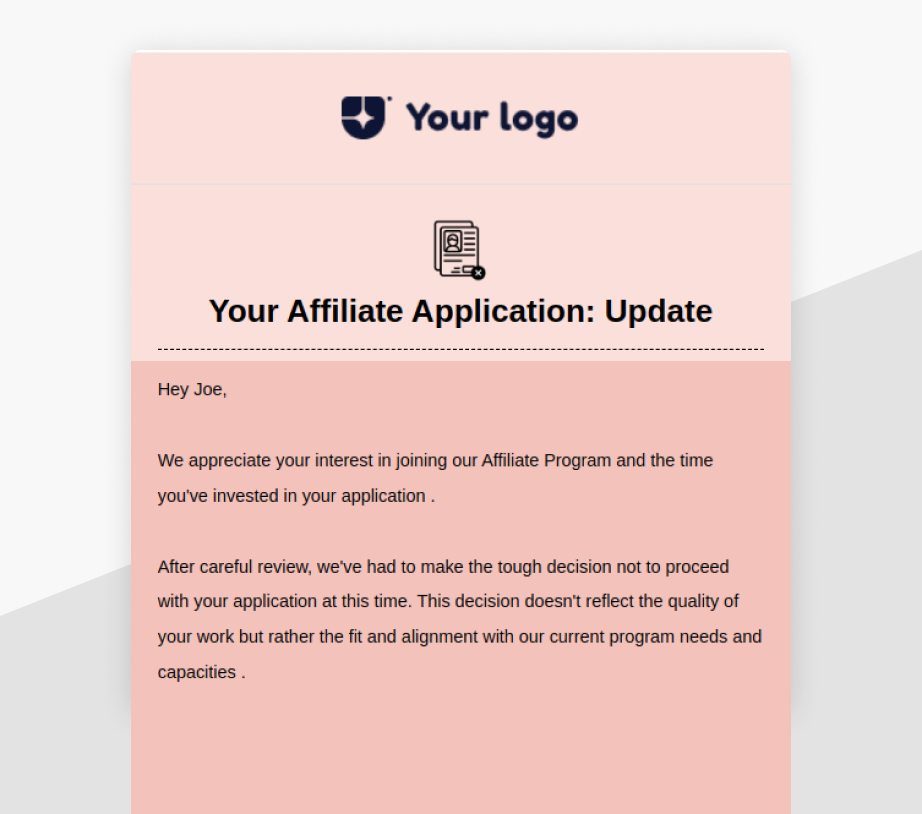 Your logo
Your Affiliate Application: Update
Hey Joe,
We appreciate your interest in joining our Affiliate Program and the time
you've invested in your application .
After careful review, we've had to make the tough decision not to proceed
with your application at this time. This decision doesn't reflect the quality of
your work but rather the fit and alignment with our current program needs and
capacities .